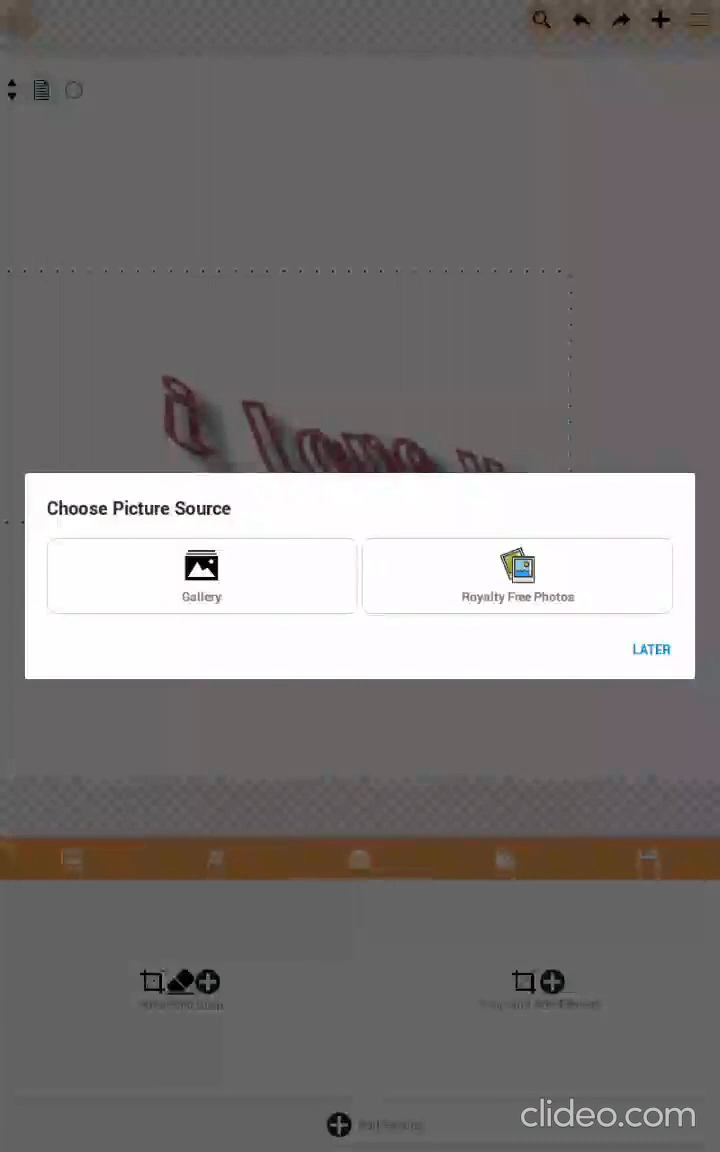 i
Choose Picture Source
Gallery
Royalty Free Photos
LATER
clideo.com